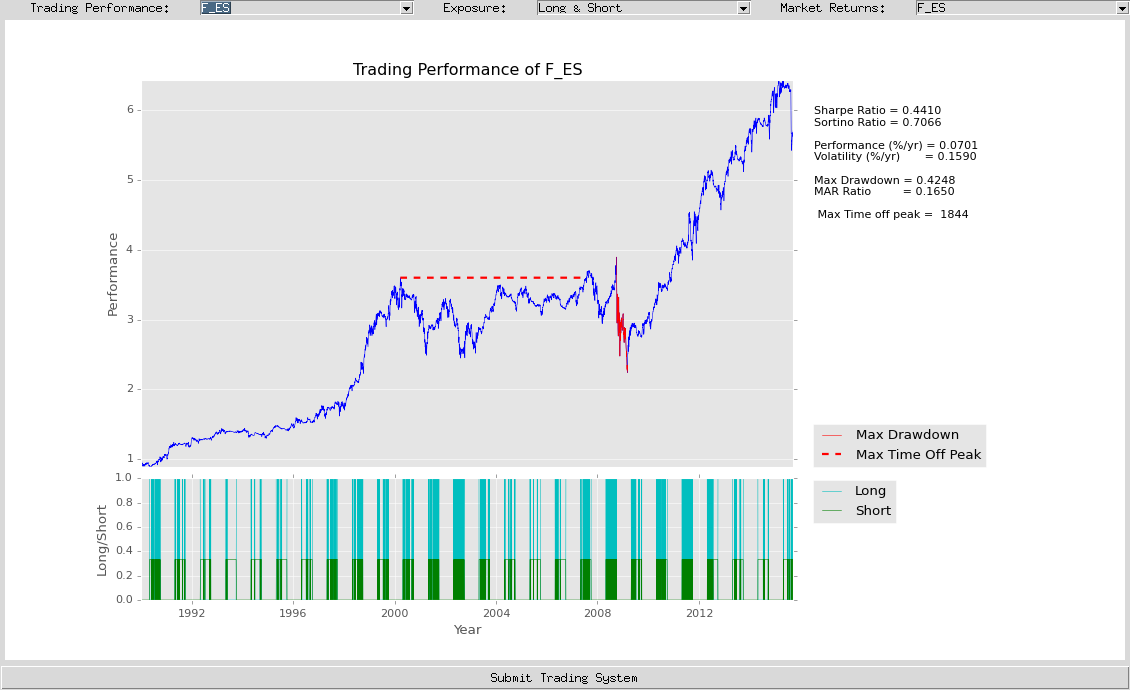 Trading Performance: F_ES Exposure: Long & Short Market Returns: F_ES
Trading Performance of F_ES
6
5
4
3
2
1
Performance
Sharpe Ratio = 0.4410
Sortino Ratio = 0.7066
Performance (%/yr) = 0.0701
Volatility (%/yr) = 0.1590
Max Drawdown = 0.4248
MAR Ratio = 0.1650
Max Time off peak = 1844
Max Drawdown
Max Time Off Peak
1.0
0.8
0.6
0.4
0.2
0.0
Long/Short
Long
Short
1992 1996 2000 2004 2008 2012
Year
Submit Trading System